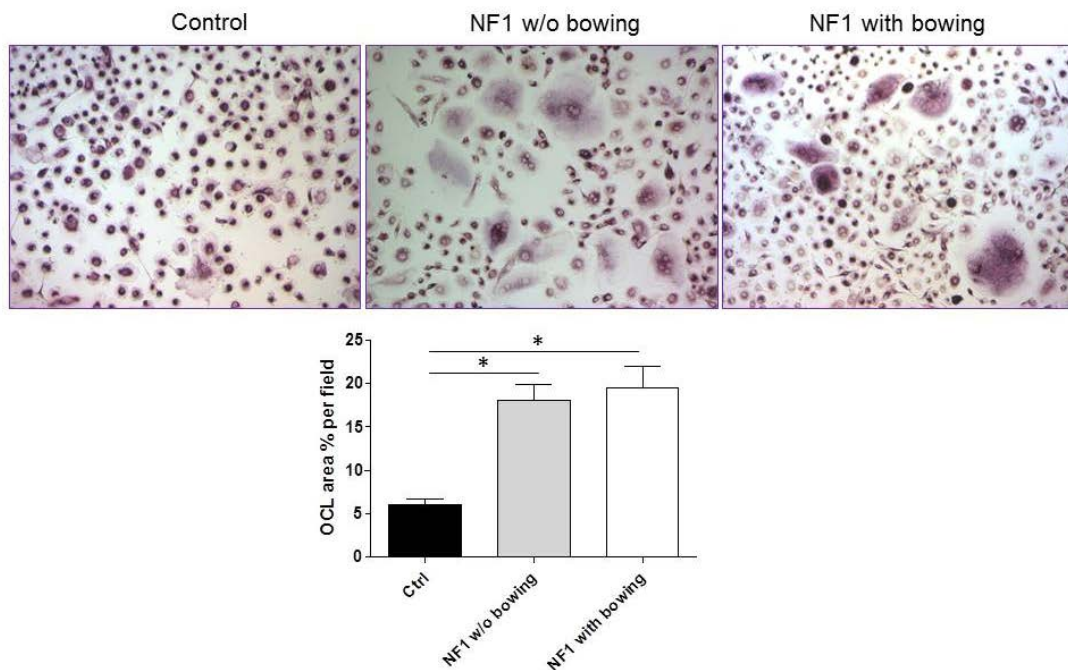 Control
NF1 w/o bowing
NF1 with bowing
OCL area % per field
25
20
15
10
5
0
*
*
Ctrl
NF1 w/o bowing
NF1 with bowing